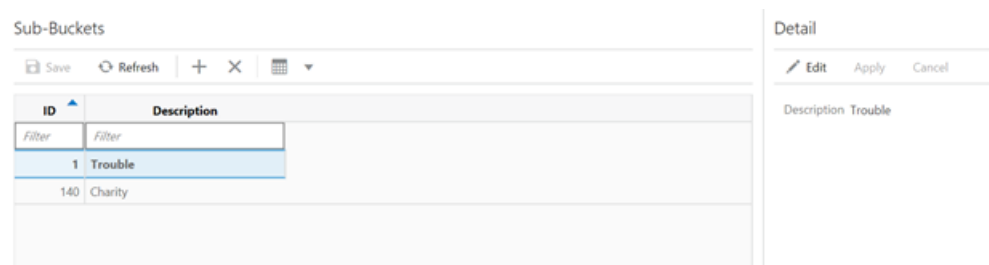 Sub-Buckets
Save Refresh
ID Description
Filter Filter
1 Trouble
140 Charity
Detail
Edit Apply Cancel
Description Trouble